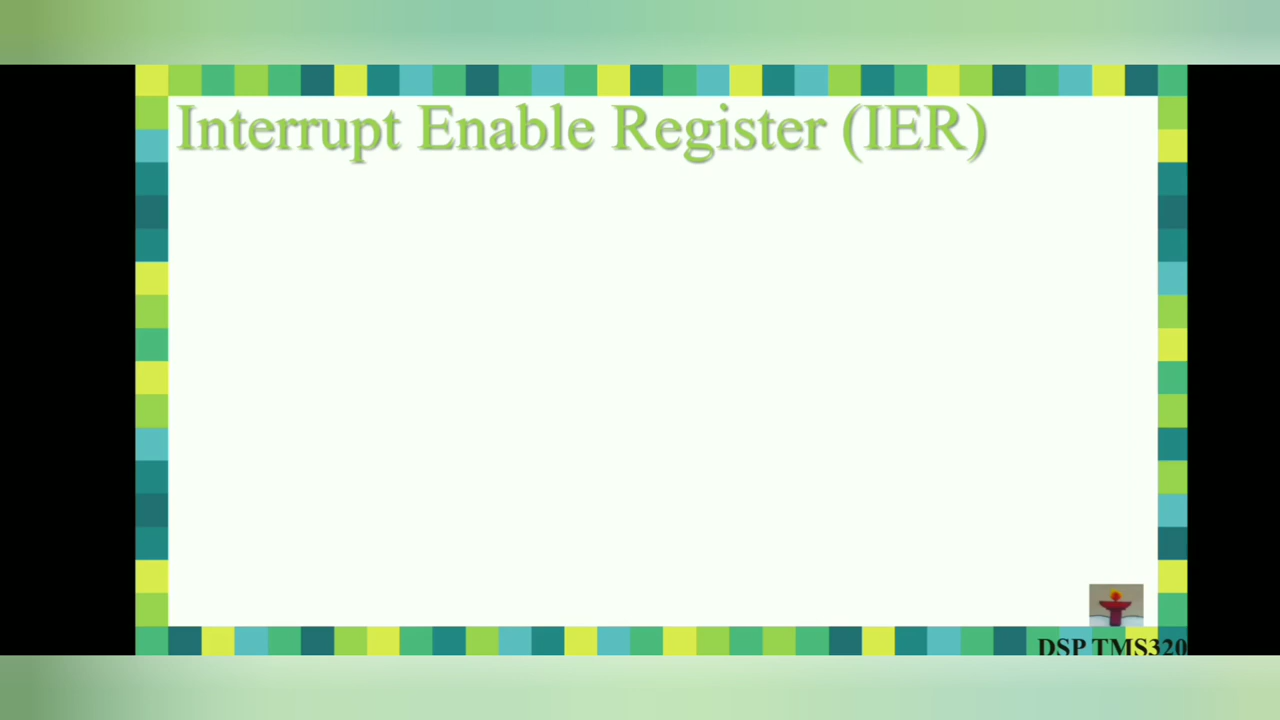 Interrupt Enable Register (IER)
DSP TMS320